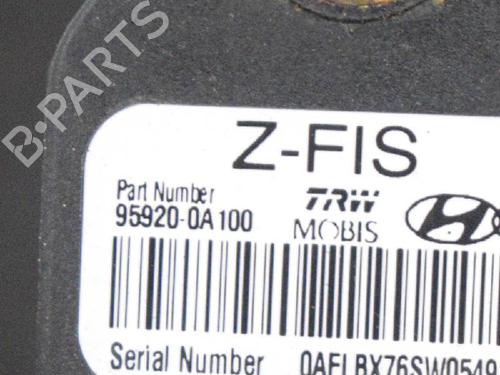 B-PARTS
Z-FIS
Part Number
95920-0A100
TRW
MOBIS
Serial Number